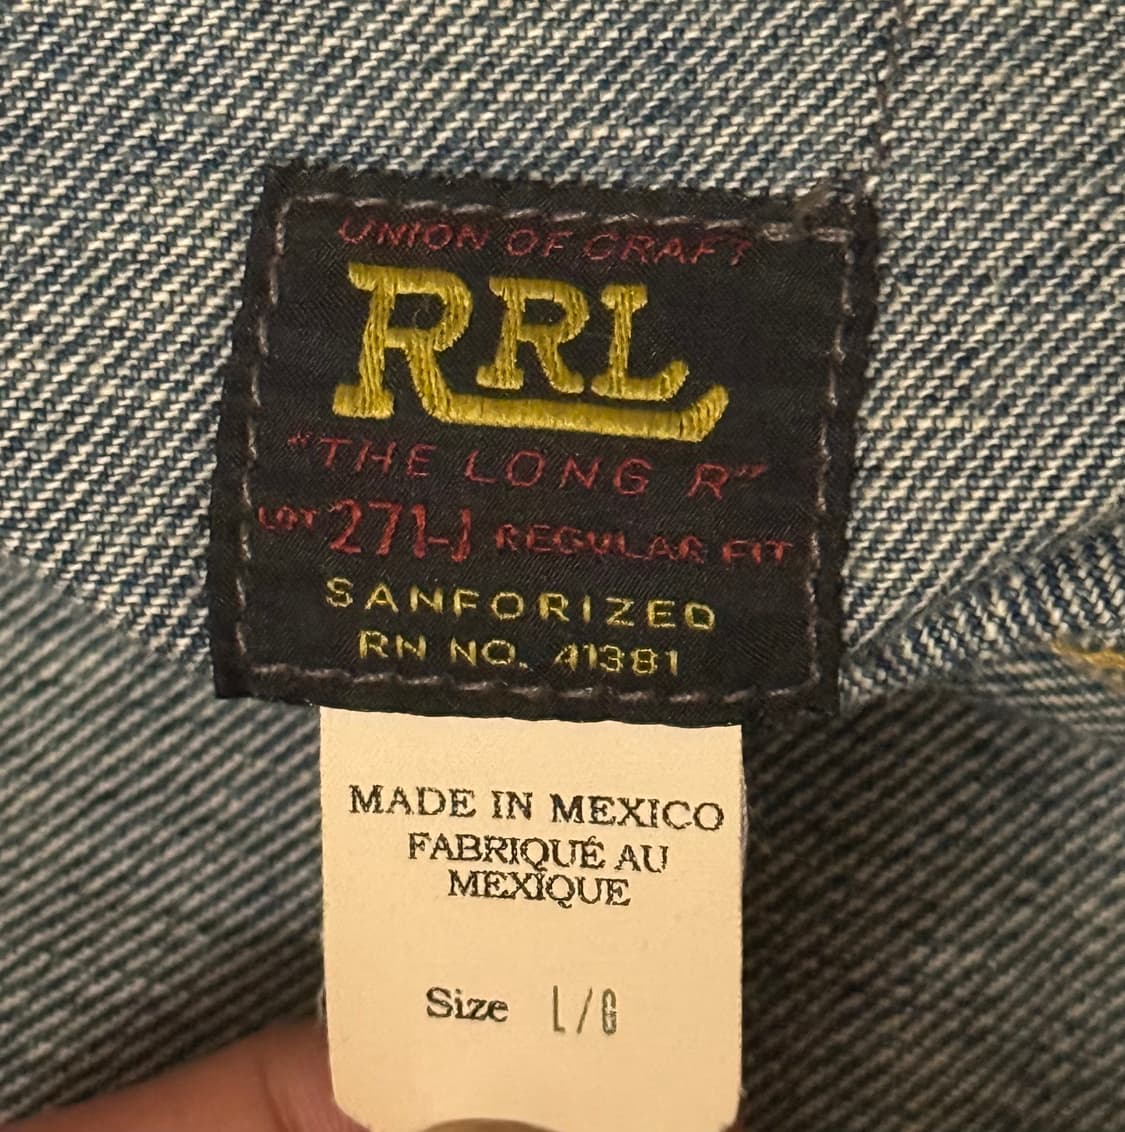 UNION OF CRAFT
RRL
"THE LONG R"
LOT 271-J REGULAR FIT
SANFORIZED
RN NO. 41381
MADE IN MEXICO
FABRIQUÉ AU
MEXIQUE
Size L/G